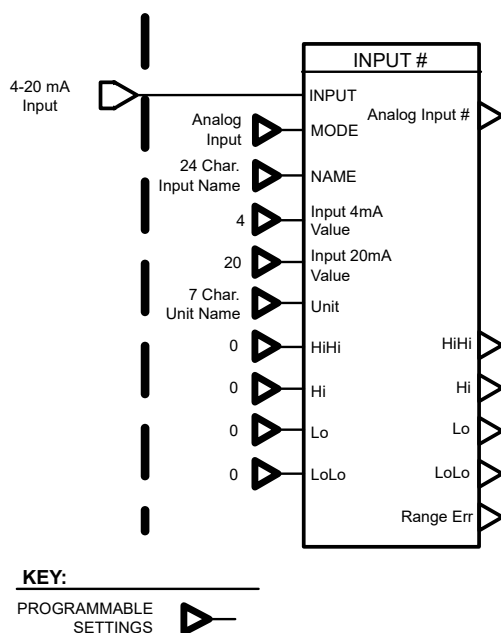 INPUT #
4-20 mA
Input
INPUT
Analog Input #
Analog
Input
MODE
24 Char.
Input Name
NAME
4
Input 4mA
Value
20
Input 20mA
Value
7 Char.
Unit Name
Unit
0
HiHi
HiHi
0
Hi
Hi
0
Lo
Lo
0
LoLo
LoLo
Range Err
KEY:
PROGRAMMABLE
SETTINGS